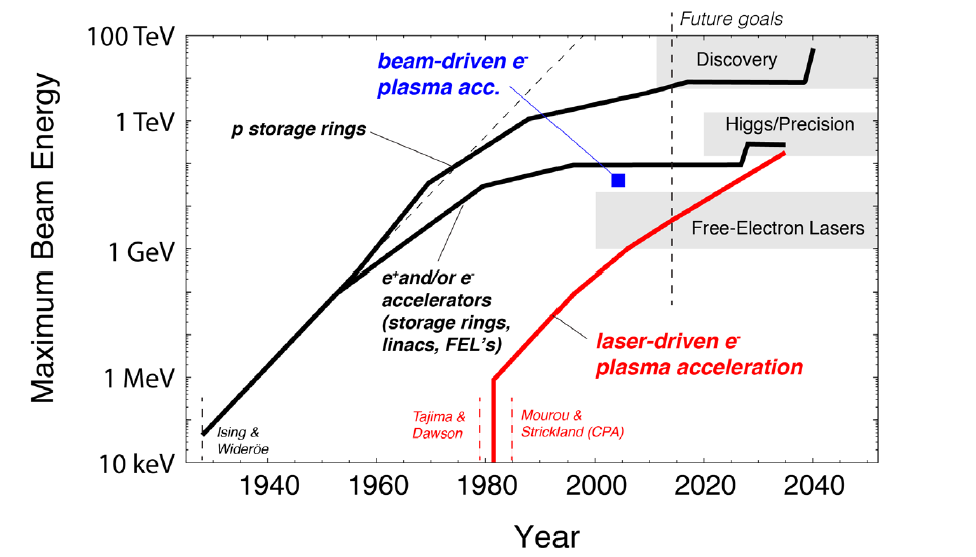 Future goals
100 TeV
beam-driven e-
plasma acc.
Discovery
1 TeV
p storage rings
Higgs/Precision
Free-Electron Lasers
1 GeV
e+and/or e-
accelerators
(storage rings,
linacs, FEL's)
laser-driven e-
plasma acceleration
1 MeV
Tajima &
Dawson
Mourou &
Strickland (CPA)
Ising &
Wideröe
10 keV
1940
1960
1980
2000
2020
2040
Year
Maximum Beam Energy